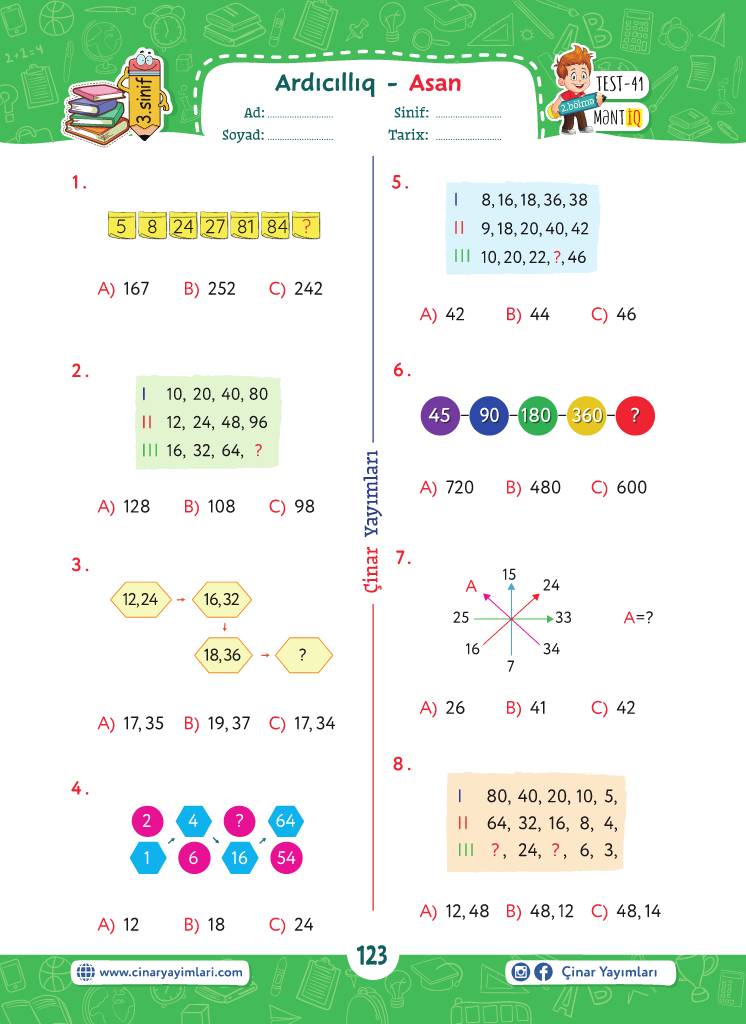 Ardıcıllıq - Asan
3.sinif
Ad: ........................
Sinif: ........................
Soyad: ........................
Tarix: ........................
2.bölmə
TEST-41
MƏNTİQ
1.
5 8 24 27 81 84 ?
A) 167 B) 252 C) 242
2.
I 10, 20, 40, 80
II 12, 24, 48, 96
III 16, 32, 64, ?
A) 128 B) 108 C) 98
3.
12,24 → 16,32
18,36 → ?
A) 17,35 B) 19,37 C) 17,34
4.
2 4 ? 64
1 6 16 54
A) 12 B) 18 C) 24
Çinar Yayımları
5.
I 8,16,18,36,38
II 9,18,20,40,42
III 10,20,22,?,46
A) 42 B) 44 C) 46
6.
45 – 90 – 180 – 360 – ?
A) 720 B) 480 C) 600
7.
15
A 24
25 33
A=?
16 34
7
A) 26 B) 41 C) 42
8.
I 80, 40, 20, 10, 5,
II 64, 32, 16, 8, 4,
III ?, 24, ?, 6, 3,
A) 12,48 B) 48,12 C) 48,14
123
www.cinaryayimlari.com
Çinar Yayımları